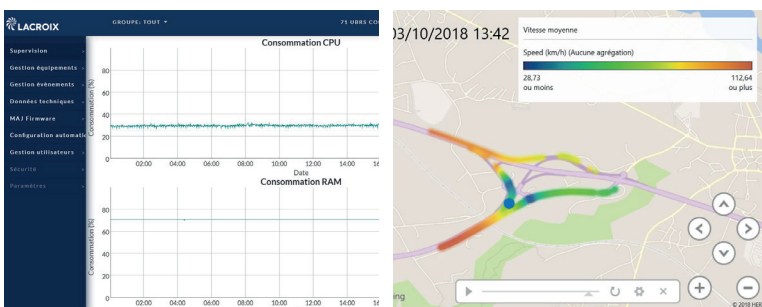 LACROIX
GROUPE: TOUT
71 UBRS CO
Supervision
Gestion équipements
Gestion évènements
Données techniques
MAJ Firmware
Configuration automatis
Gestion utilisateurs
Sécurité
Paramètres
Consommation CPU
Consommation (%)
80
60
40
20
0
02:00 04:00 06:00 08:00 10:00 12:00 14:00 16
Date
Consommation RAM
Consommation (%)
80
60
40
20
0
02:00 04:00 06:00 08:00 10:00 12:00 14:00 16
03/10/2018 13:42
Vitesse moyenne
Speed (km/h) (Aucune agrégation)
28,73 112,64
ou moins ou plus
ing
© 2018 HER